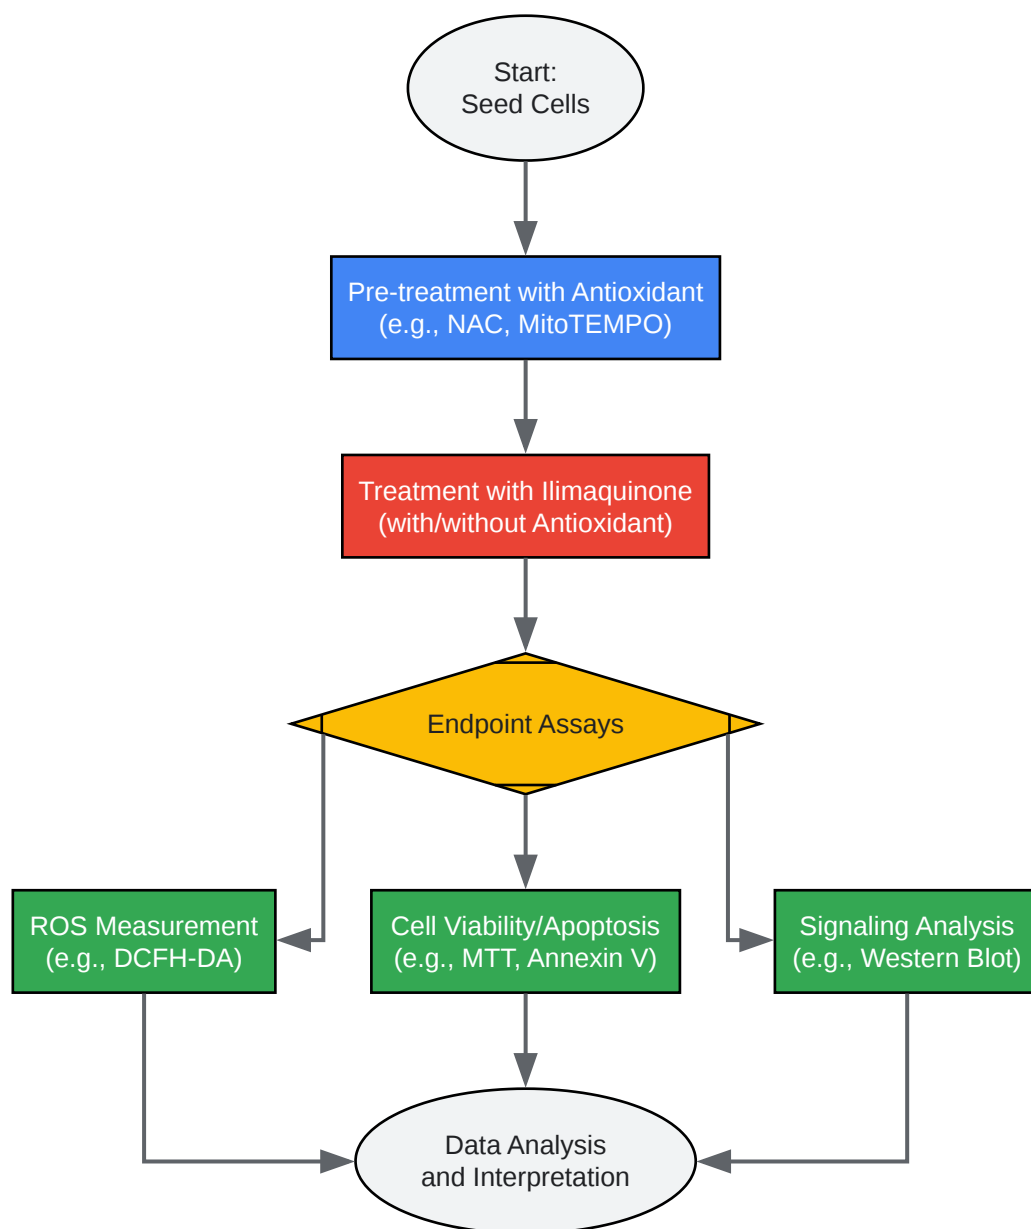 Start:
Seed Cells
Pre-treatment with Antioxidant
(e.g., NAC, MitoTEMPO)
Treatment with Ilimaquinone
(with/without Antioxidant)
Endpoint Assays
ROS Measurement
(e.g., DCFH-DA)
Cell Viability/Apoptosis
(e.g., MTT, Annexin V)
Signaling Analysis
(e.g., Western Blot)
Data Analysis
and Interpretation